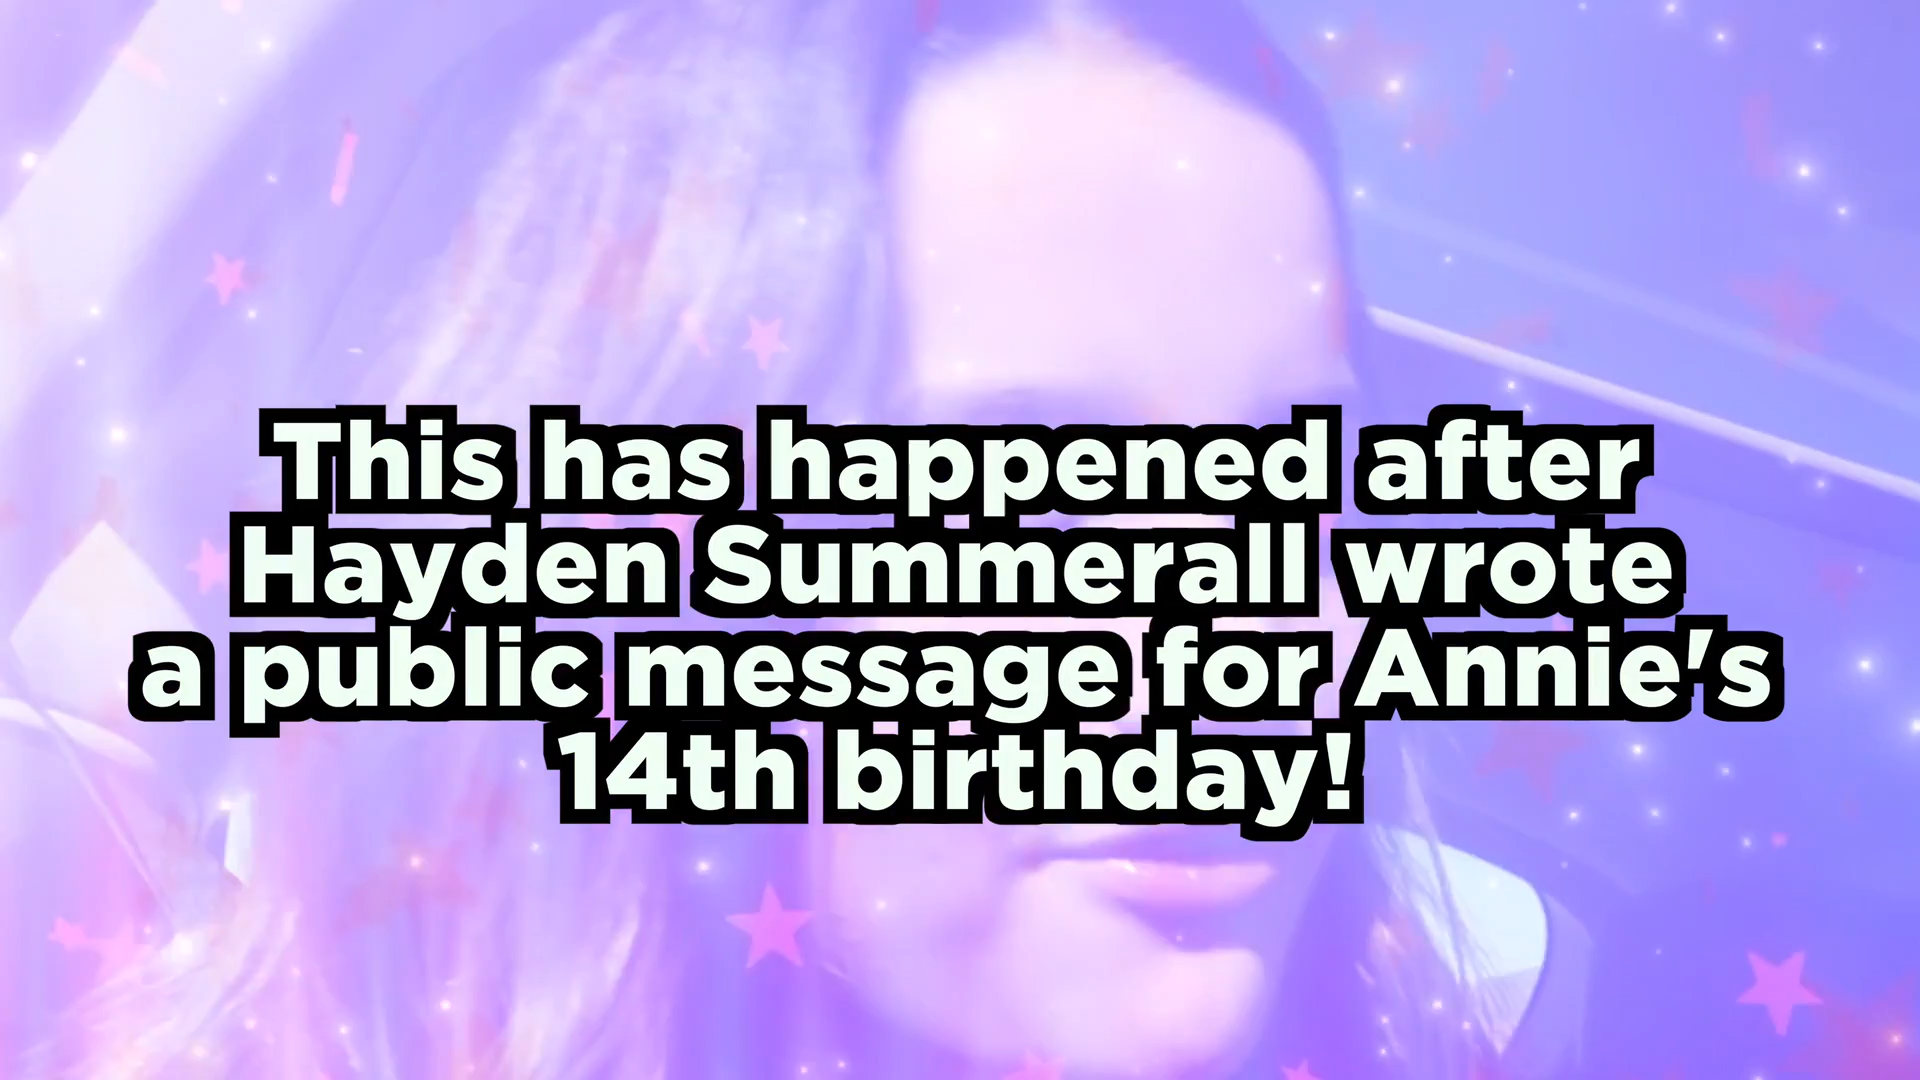 This has happened after
Hayden Summerall wrote
a public message for Annie's
14th birthday!